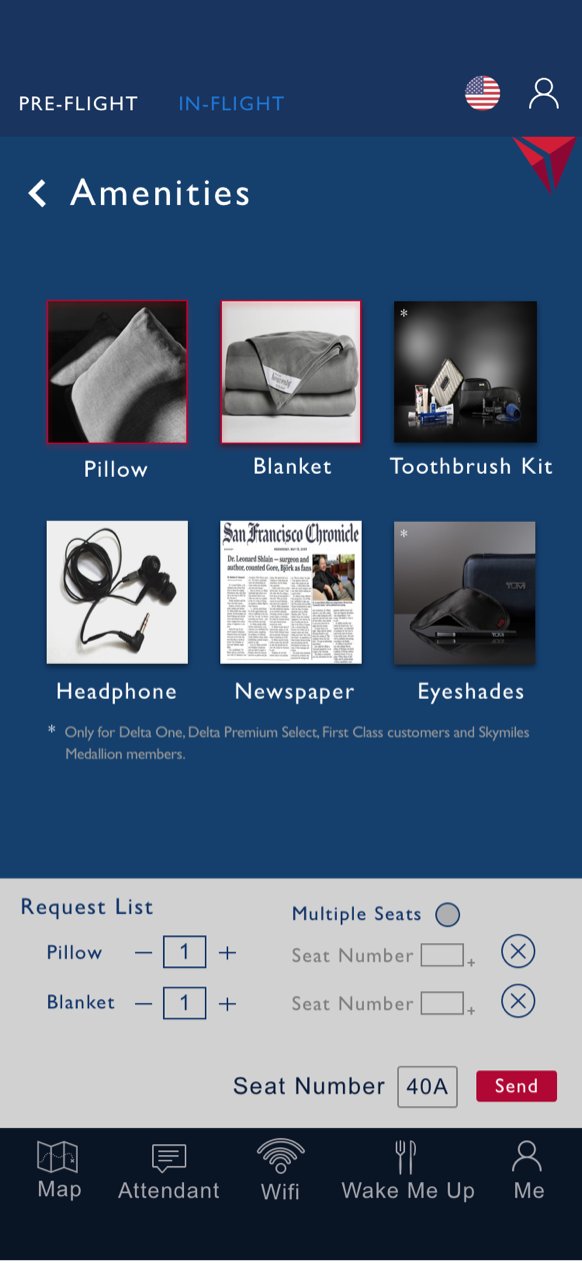 PRE-FLIGHT IN-FLIGHT
Amenities
*
Pillow Blanket Toothbrush Kit
San Francisco Chronicle
Dr. Leonard Shlain — surgeon and
author, counted Gore, Björk as fans
*
Headphone Newspaper Eyeshades
* Only for Delta One, Delta Premium Select, First Class customers and Skymiles
Medallion members.
Request List
Multiple Seats
Pillow — 1 + Seat Number +
Blanket — 1 + Seat Number +
Seat Number 40A Send
Map Attendant Wifi Wake Me Up Me